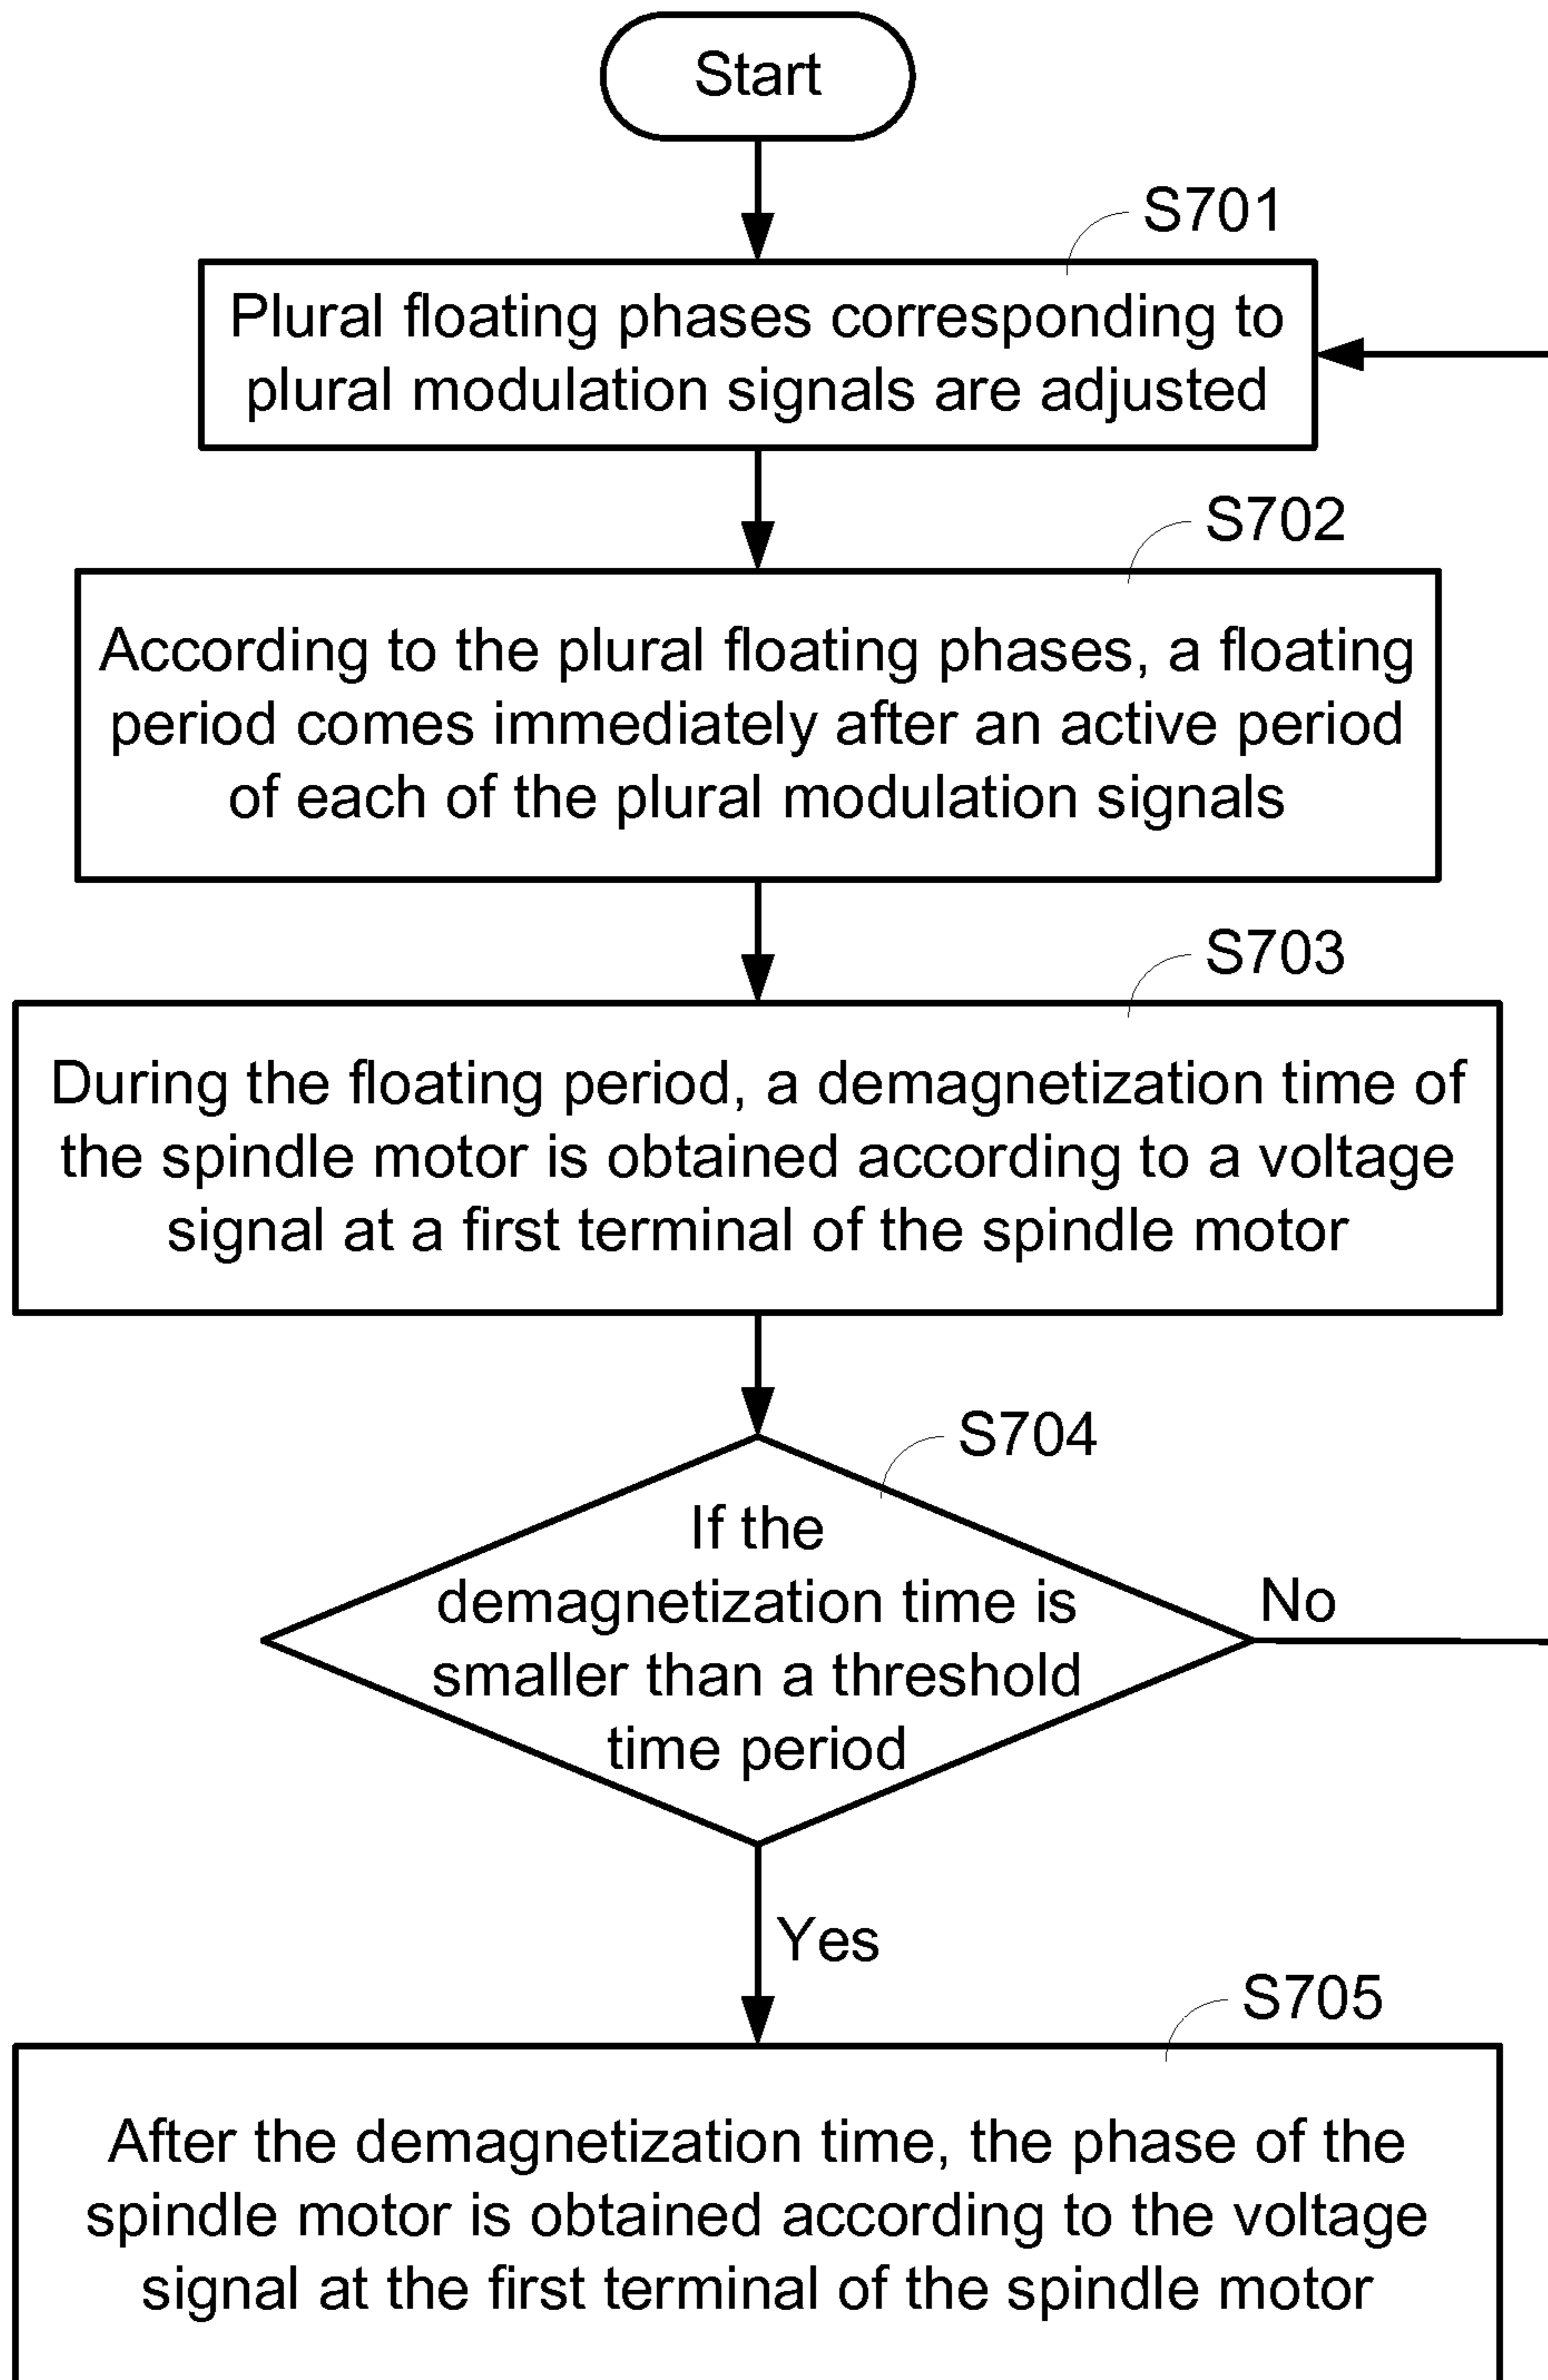 Start
S701
Plural floating phases corresponding to
plural modulation signals are adjusted
S702
According to the plural floating phases, a floating
period comes immediately after an active period
of each of the plural modulation signals
S703
During the floating period, a demagnetization time of
the spindle motor is obtained according to a voltage
signal at a first terminal of the spindle motor
S704
If the
demagnetization time is
smaller than a threshold
time period
No
Yes
S705
After the demagnetization time, the phase of the
spindle motor is obtained according to the voltage
signal at the first terminal of the spindle motor